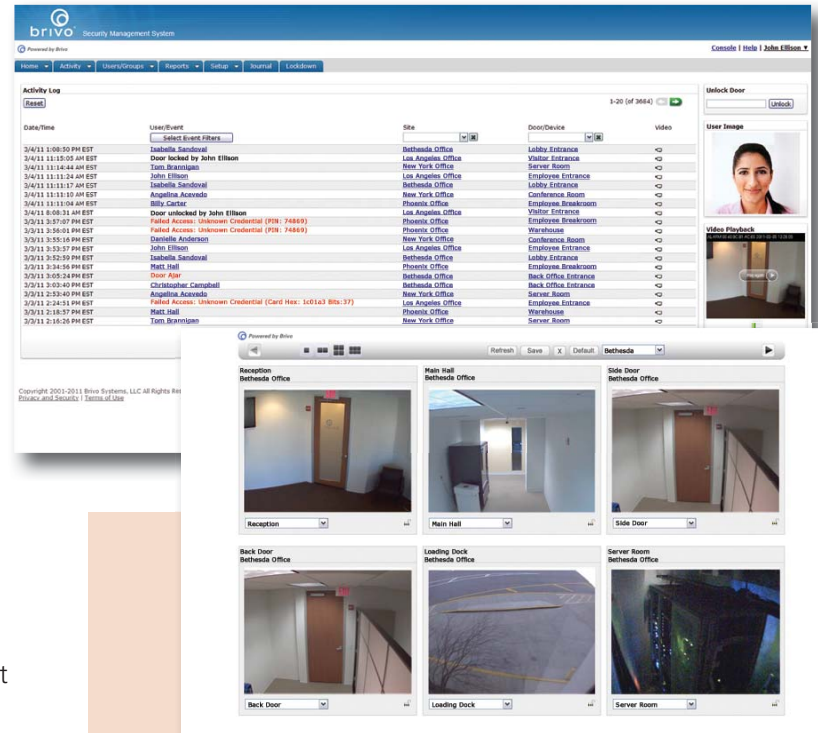 brivo Security Management System
Powered by Brivo
Console | Help | John Ellison ▼
Home Activity Users/Groups Reports Setup Journal Lockdown
Activity Log
Reset
1-20 (of 3684)
Date/Time User/Event Site Door/Device Video
Select Event Filters
3/4/11 1:08:50 PM EST Isabella Sandoval Bethesda Office Lobby Entrance
3/4/11 11:15:05 AM EST Door locked by John Ellison Los Angeles Office Visitor Entrance
3/4/11 11:14:44 AM EST Tom Brannigan New York Office Server Room
3/4/11 11:11:24 AM EST John Ellison Los Angeles Office Employee Entrance
3/4/11 11:11:17 AM EST Isabella Sandoval Bethesda Office Lobby Entrance
3/4/11 11:11:10 AM EST Angelina Acevedo New York Office Conference Room
3/4/11 11:11:04 AM EST Billy Carter Phoenix Office Employee Breakroom
3/4/11 8:08:31 AM EST Door unlocked by John Ellison Los Angeles Office Visitor Entrance
3/3/11 3:57:07 PM EST Failed Access: Unknown Credential (PIN: 74869) Phoenix Office Employee Breakroom
3/3/11 3:56:01 PM EST Failed Access: Unknown Credential (PIN: 74869) Phoenix Office Warehouse
3/3/11 3:55:16 PM EST Danielle Anderson New York Office Conference Room
3/3/11 3:53:57 PM EST John Ellison Los Angeles Office Employee Entrance
3/3/11 3:52:59 PM EST Isabella Sandoval Bethesda Office Lobby Entrance
3/3/11 3:34:56 PM EST Matt Hall Phoenix Office Employee Breakroom
3/3/11 3:05:24 PM EST Door Ajar Bethesda Office Back Office Entrance
3/3/11 3:03:40 PM EST Christopher Campbell Bethesda Office Back Office Entrance
3/3/11 2:53:40 PM EST Angelina Acevedo New York Office Server Room
3/3/11 2:24:51 PM EST Failed Access: Unknown Credential (Card Hex: 1c01a3 Bits:37) Los Angeles Office Employee Entrance
3/3/11 2:18:57 PM EST Matt Hall Phoenix Office Warehouse
3/3/11 2:16:26 PM EST Tom Brannigan New York Office Server Room
Unlock Door
Unlock
User Image
Video Playback
Copyright 2001-2011 Brivo Systems, LLC All Rights Res
Privacy and Security | Terms of Use
Powered by Brivo
Refresh Save X Default Bethesda
Reception
Bethesda Office
Main Hall
Bethesda Office
Side Door
Bethesda Office
Reception
Main Hall
Side Door
Back Door
Bethesda Office
Loading Dock
Bethesda Office
Server Room
Bethesda Office
Back Door
Loading Dock
Server Room
t